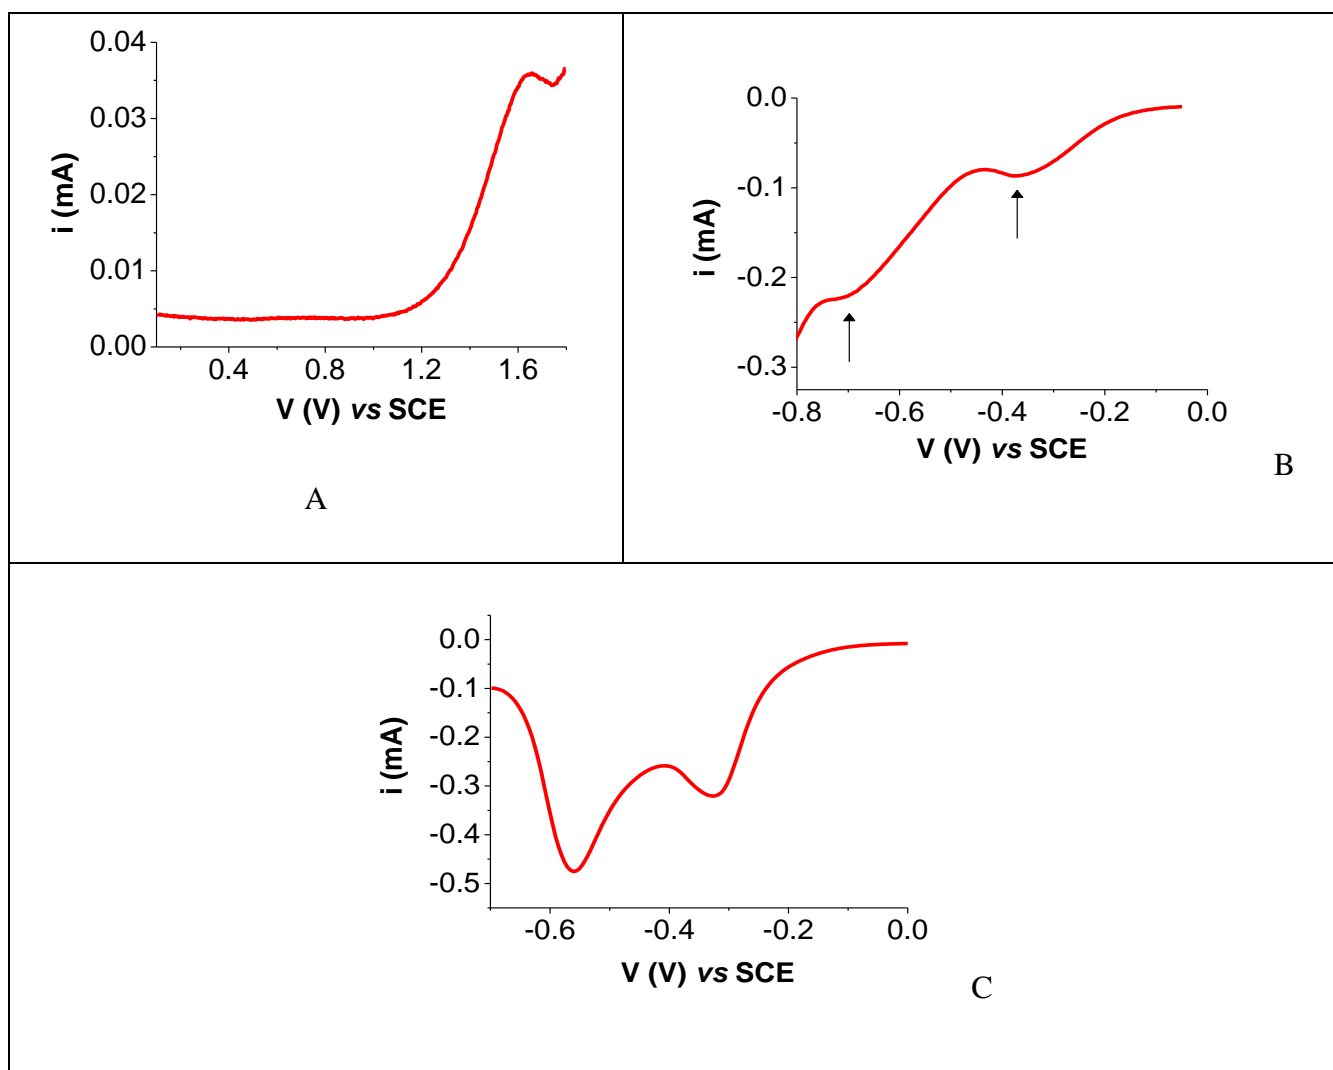 0.04
0.03
0.02
0.01
0.00
i (mA)
0.4 0.8 1.2 1.6
V (V) vs SCE
A
0.0
-0.1
-0.2
-0.3
i (mA)
-0.8 -0.6 -0.4 -0.2 0.0
V (V) vs SCE
B
0.0
-0.1
-0.2
-0.3
-0.4
-0.5
i (mA)
-0.6 -0.4 -0.2 0.0
V (V) vs SCE
C